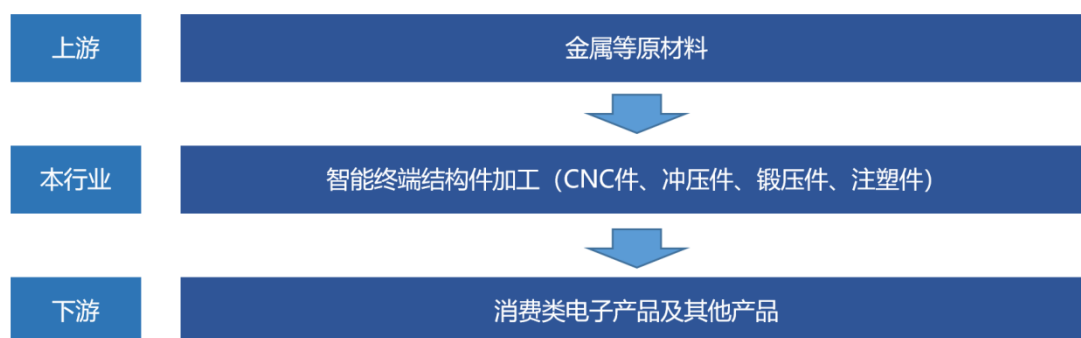 上游
金属等原材料
本行业
智能终端结构件加工（CNC件、冲压件、锻压件、注塑件）
下游
消费类电子产品及其他产品